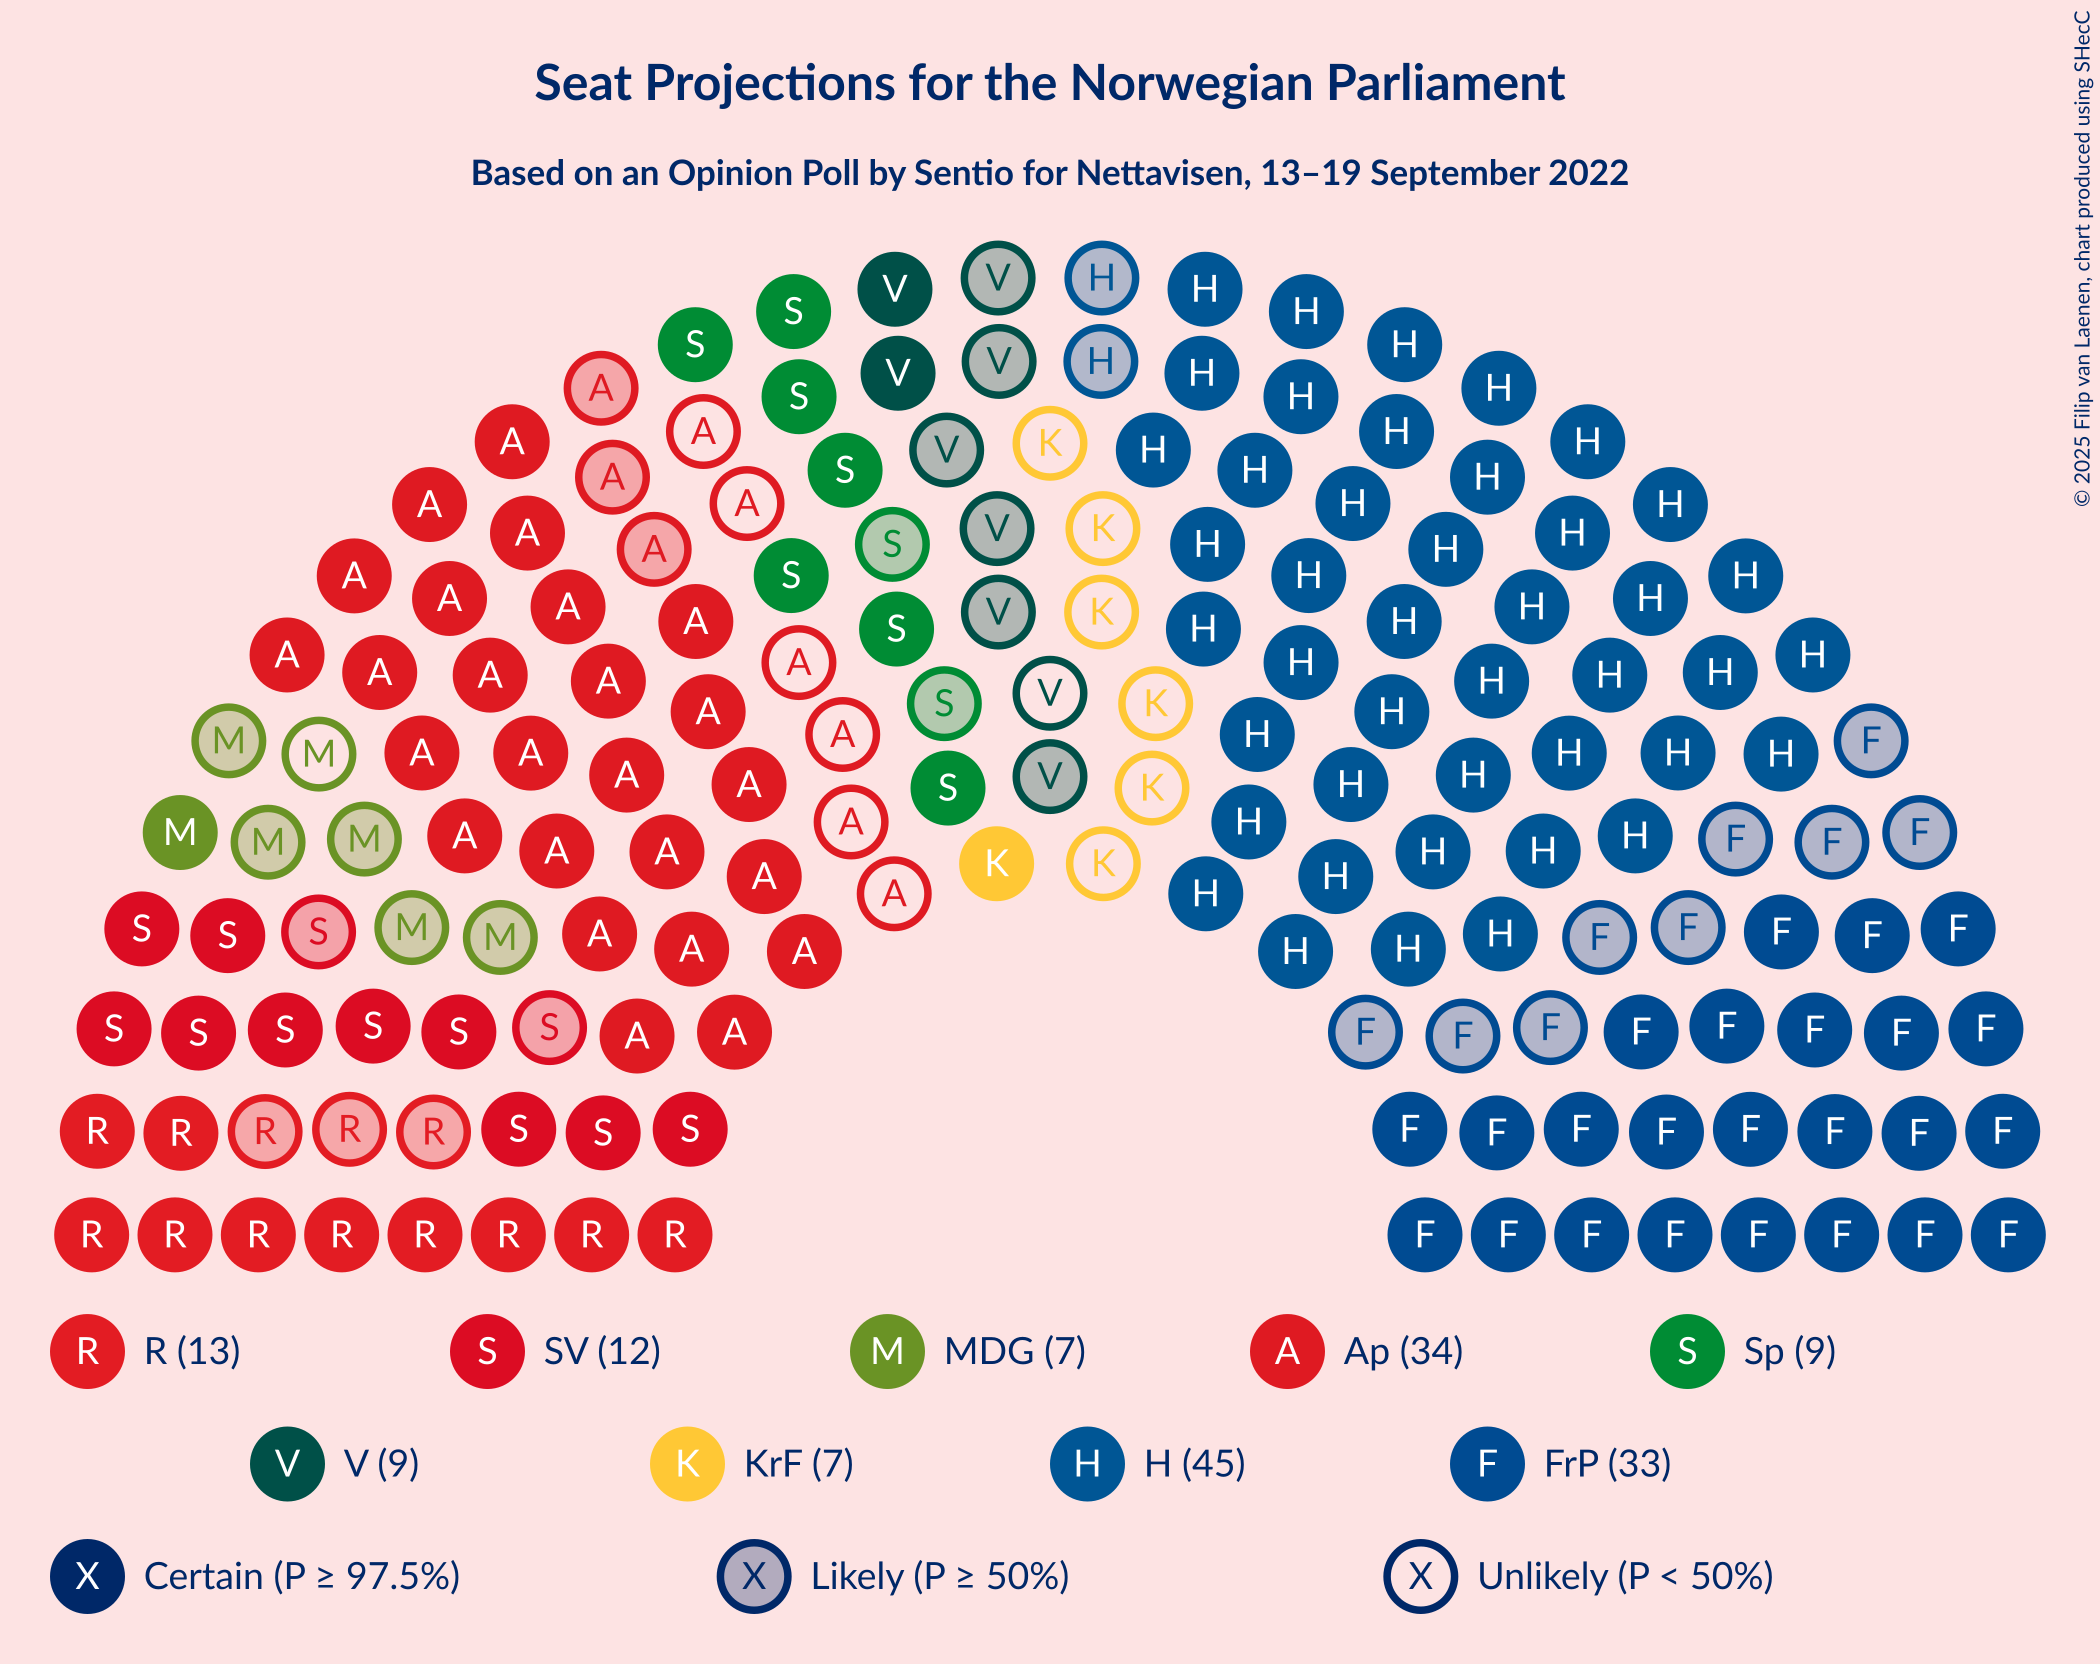 Seat Projections for the Norwegian Parliament
Based on an Opinion Poll by Sentio for Nettavisen, 13–19 September 2022
© 2025 Filip van Laenen, chart produced using SHecC
V V H H
S S H H
V V H H
A S H H
A A S V K H H H H
A A S V H H H
A A A S V K H H H H
A A A S V K H H H H
A A A A S V K H H H H H
M M A A A A A V K H H H H H H F
M M M A A A A A S K K H H H H H F F F
S S S M M A A A A H H H H F F F F F
S S S S S S A A F F F F F F F F
R R R R R S S S F F F F F F F F
R R R R R R R R F F F F F F F F
R R (13) S SV (12) M MDG (7) A Ap (34) S Sp (9)
V V (9) K KrF (7) H H (45) F FrP (33)
X Certain (P ≥ 97.5%) X Likely (P ≥ 50%) X Unlikely (P < 50%)